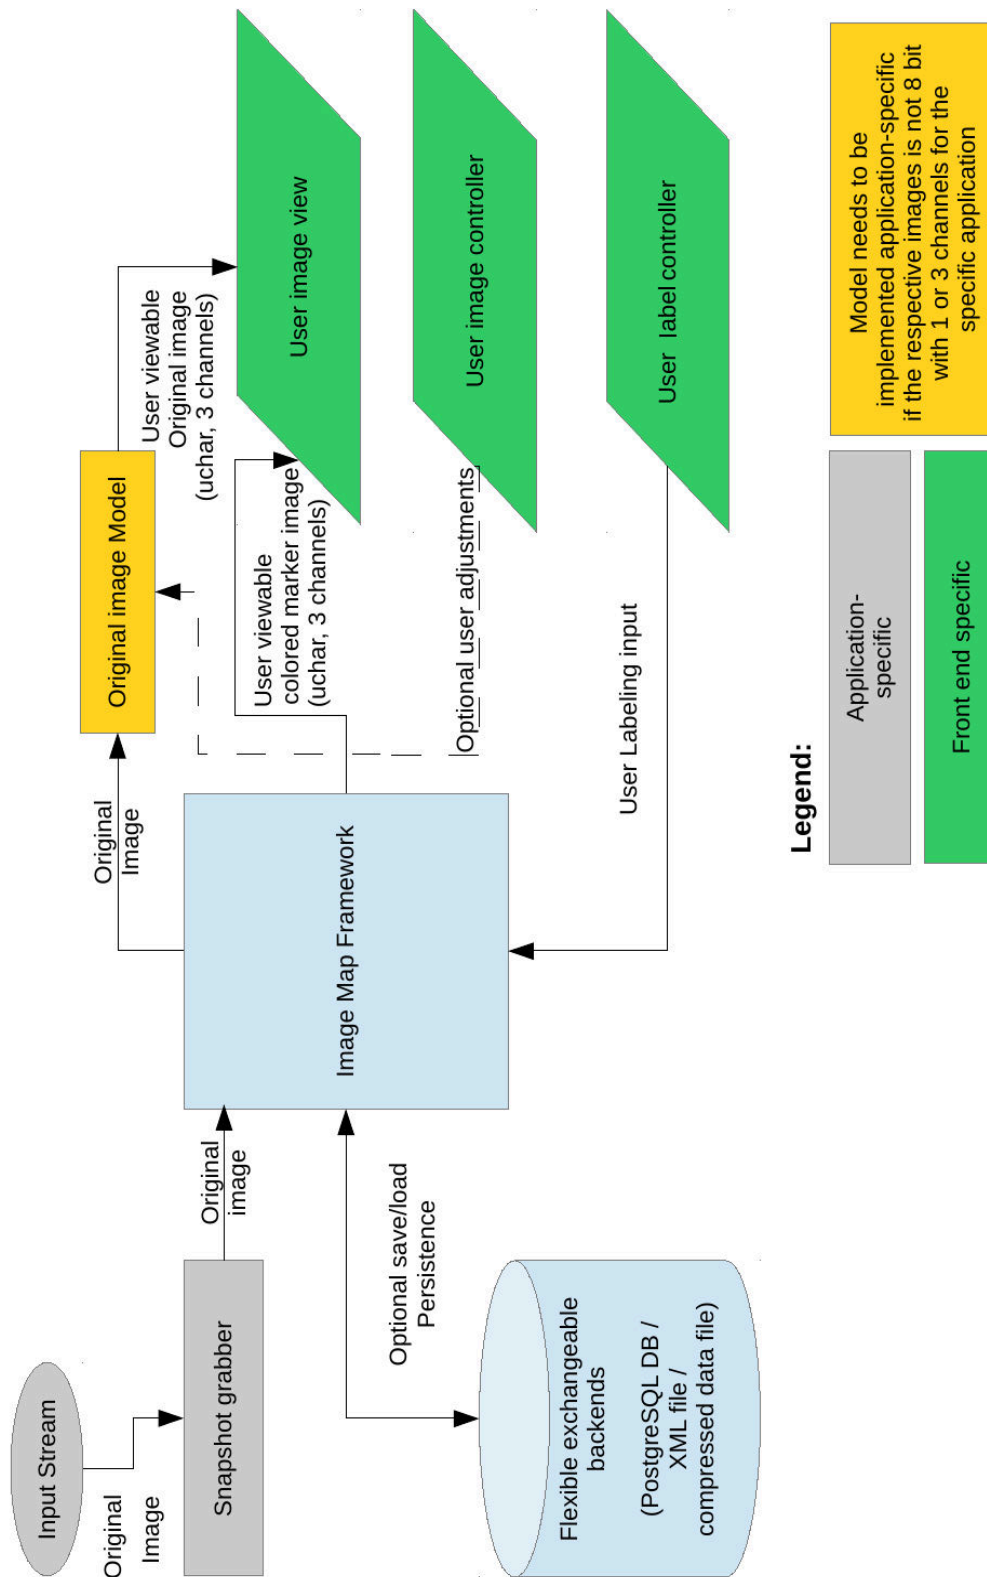 Input Stream
Original
Image
Snapshot grabber
Original
image
Optional save/load
Persistence
Flexible exchangeable
backends
(PostgreSQL DB /
XML file /
compressed data file)
Image Map Framework
Original
Image
Original image Model
User viewable
Original image
(uchar, 3 channels)
User viewable
colored marker image
(uchar, 3 channels)
Optional user adjustments
User Labeling input
User image view
User image controller
User label controller
Legend:
Application-
specific
Front end specific
Model needs to be
implemented application-specific
if the respective images is not 8 bit
with 1 or 3 channels for the
specific application